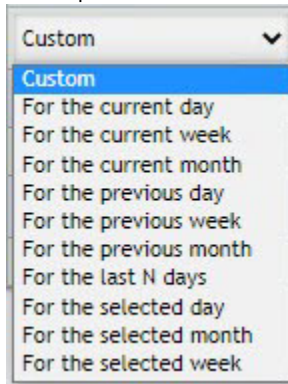 Custom
Custom
For the current day
For the current week
For the current month
For the previous day
For the previous week
For the previous month
For the last N days
For the selected day
For the selected month
For the selected week